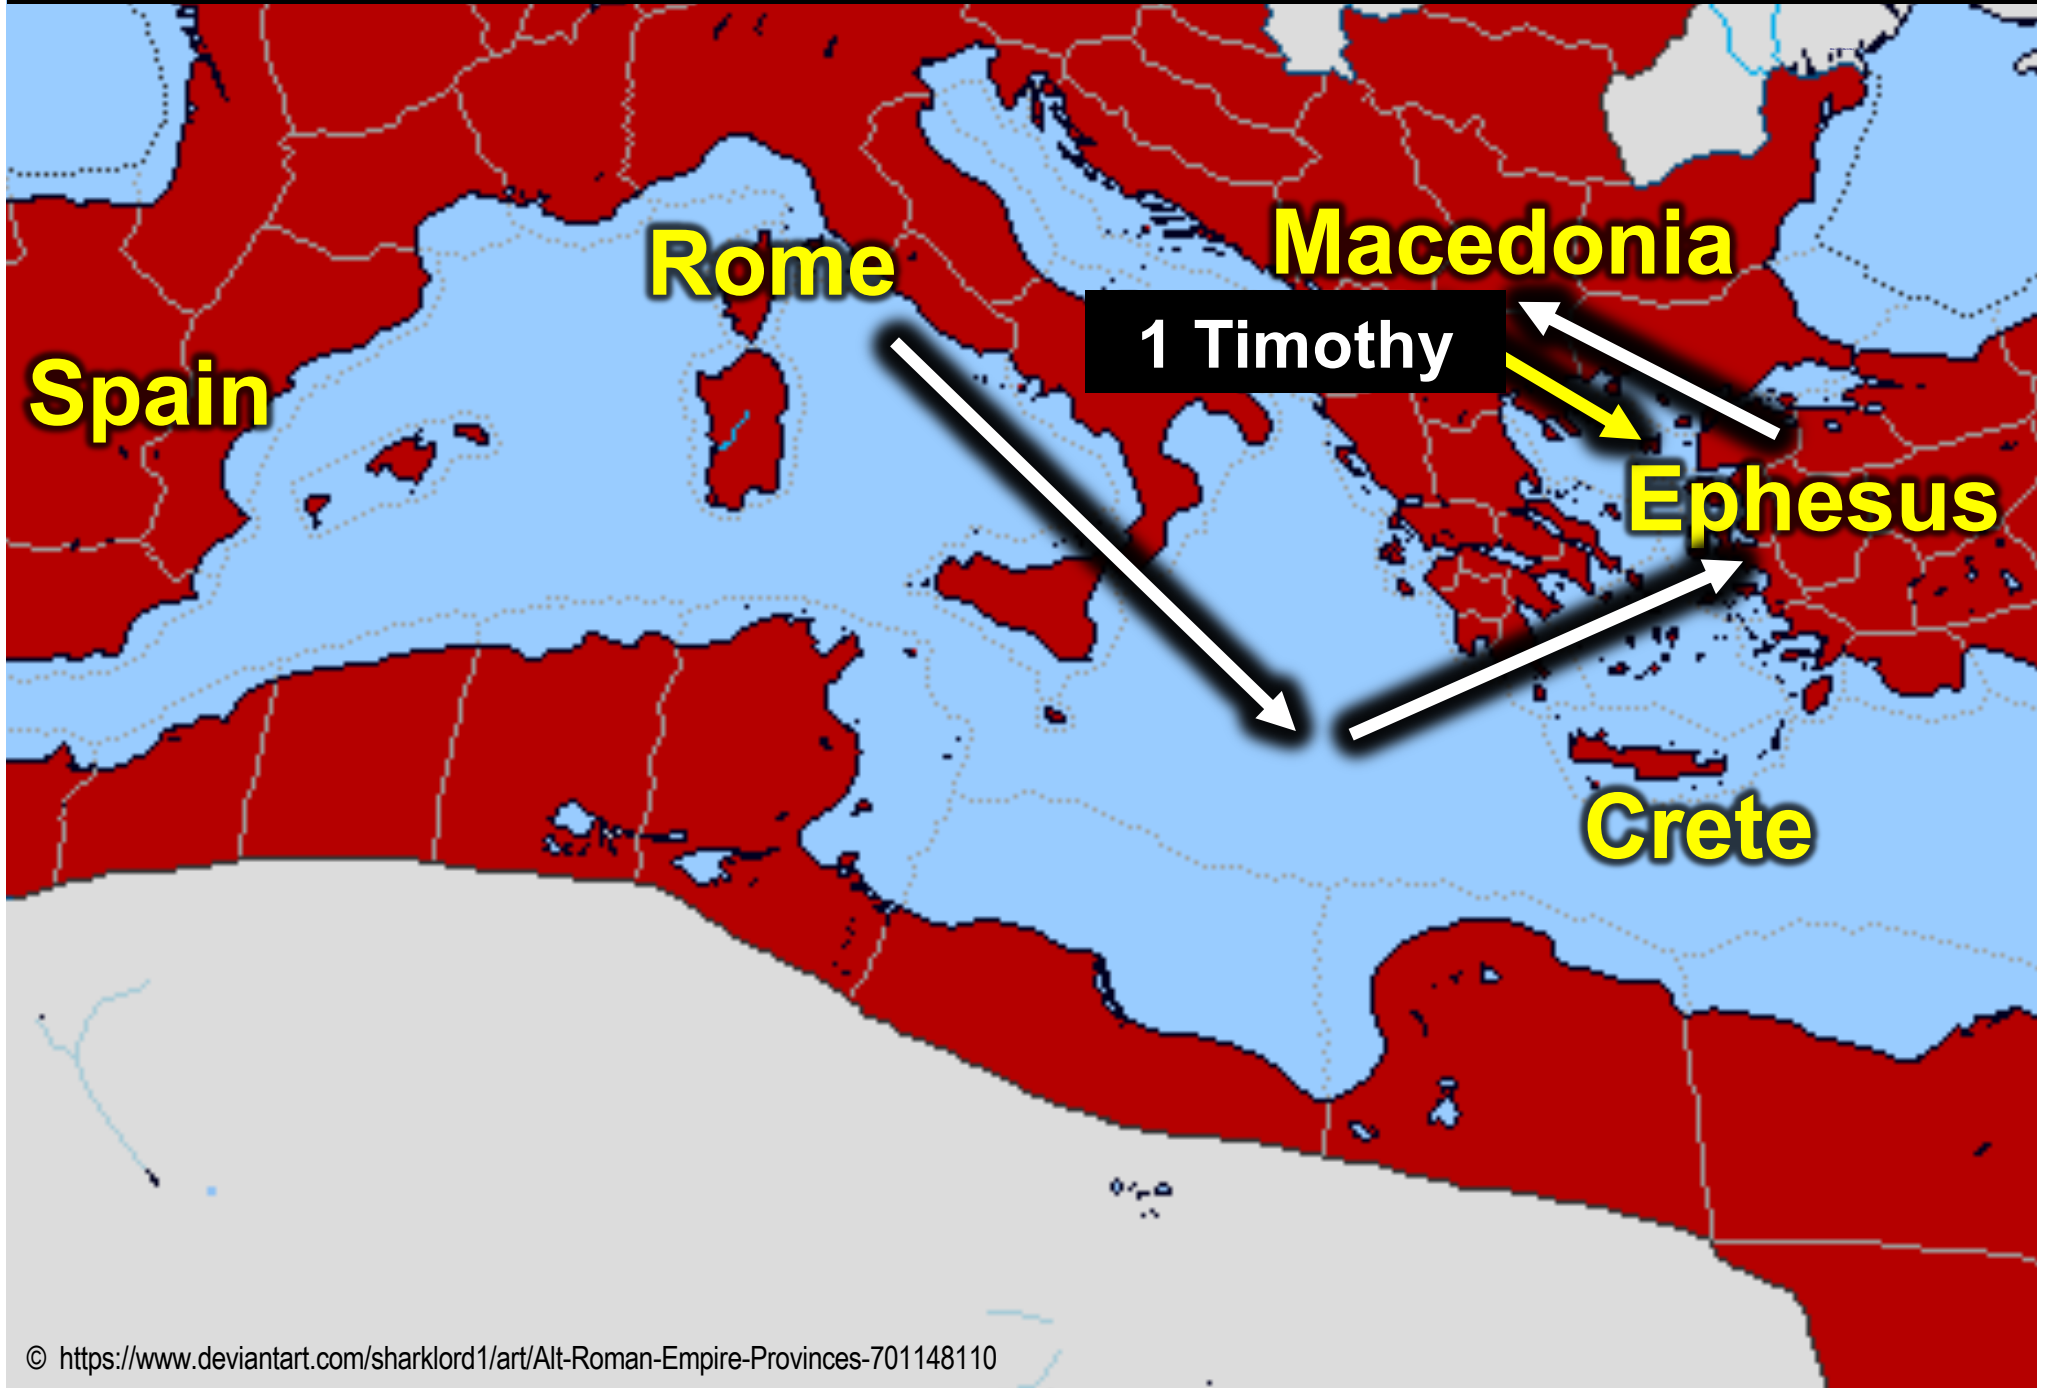 Macedonia
Rome
1 Timothy
Spain
Ephesus
Crete
© https://www.deviantart.com/sharklord1/art/Alt-Roman-Empire-Provinces-701148110